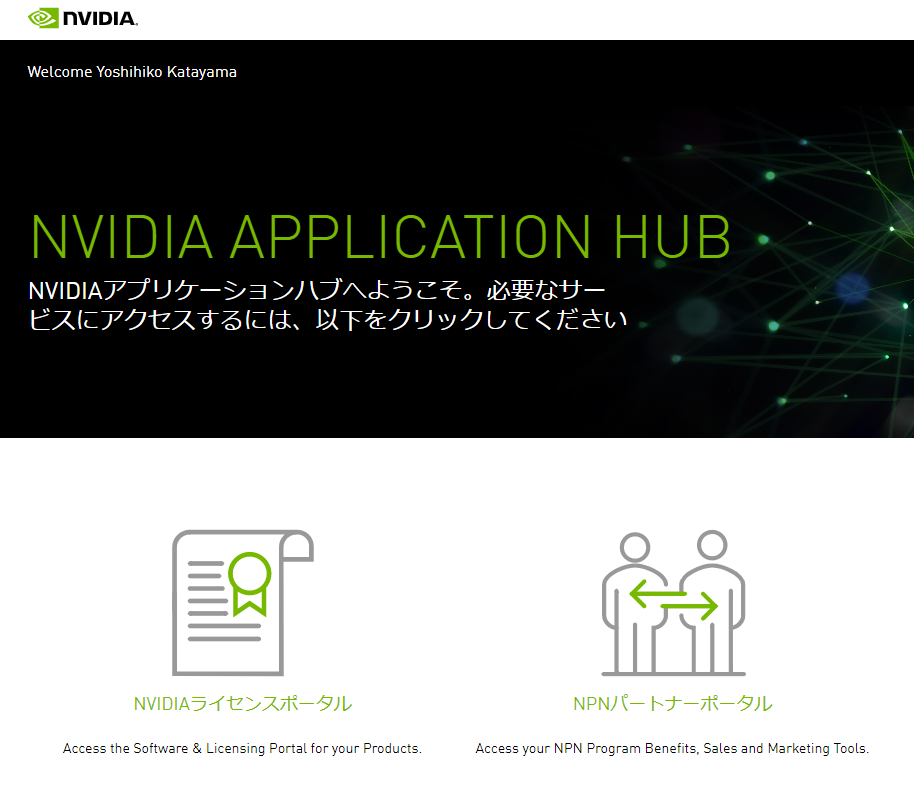 NVIDIA.
Welcome Yoshihiko Katayama
NVIDIA APPLICATION HUB
NVIDIAアプリケーションハブへようこそ。必要なサー
ビスにアクセスするには、以下をクリックしてください
NVIDIAライセンスポータル
NPNパートナーポータル
Access the Software & Licensing Portal for your Products.
Access your NPN Program Benefits, Sales and Marketing Tools.